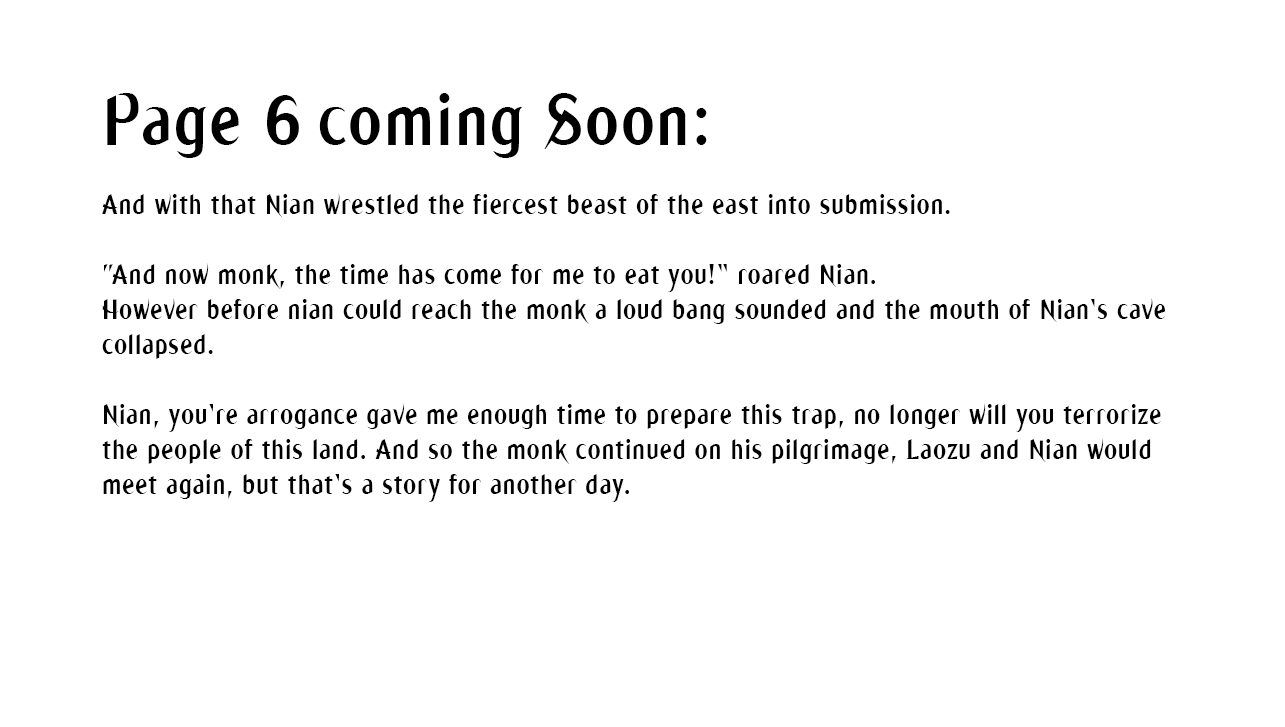 Page 6 coming Soon:
And with that Nian wrestled the fiercest beast of the east into submission.
"And now monk, the time has come for me to eat you!" roared Nian.
However before nian could reach the monk a loud bang sounded and the mouth of Nian's cave
collapsed.
Nian, you're arrogance gave me enough time to prepare this trap, no longer will you terrorize
the people of this land. And so the monk continued on his pilgrimage, Laozu and Nian would
meet again, but that's a story for another day.